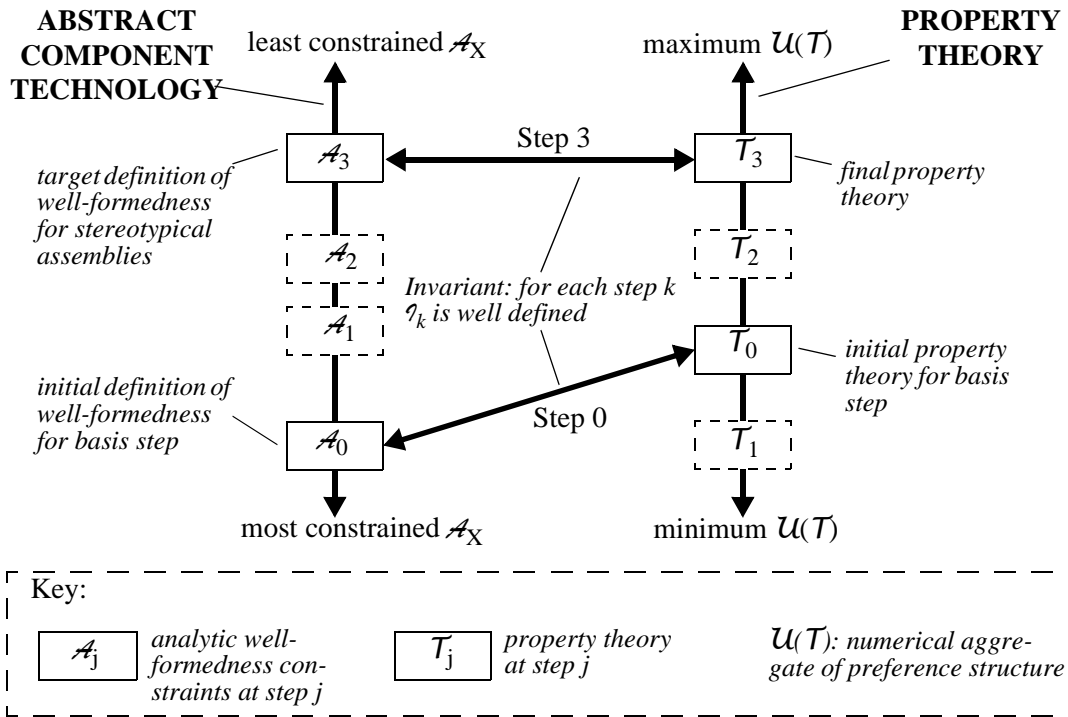 ABSTRACT
COMPONENT
TECHNOLOGY
least constrained 𝒜X
maximum 𝒰(𝒯)
PROPERTY
THEORY
𝒜3
Step 3
𝒯3
target definition of
well-formedness
for stereotypical
assemblies
final property
theory
𝒜2
𝒯2
Invariant: for each step k
ℐk is well defined
𝒜1
𝒯0
initial definition of
well-formedness
for basis step
initial property
theory for basis
step
Step 0
𝒜0
𝒯1
most constrained 𝒜X
minimum 𝒰(𝒯)
Key:
𝒜j
analytic well-
formedness con-
straints at step j
𝒯j
property theory
at step j
𝒰(𝒯): numerical aggre-
gate of preference structure